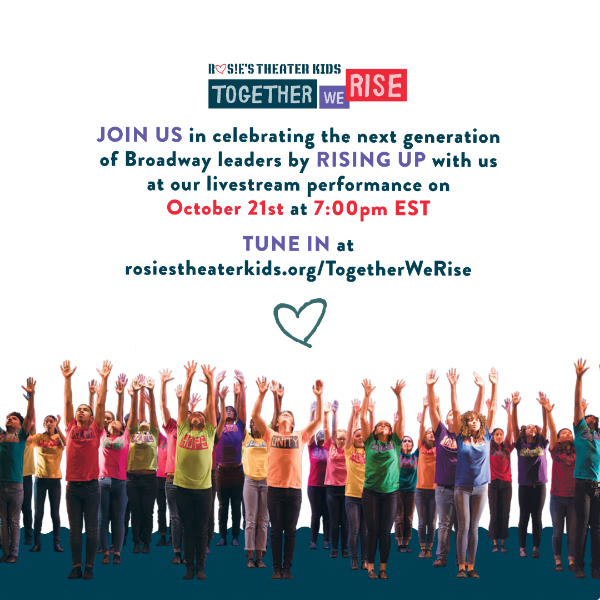 ROSIE'S THEATER KIDS
TOGETHER WE RISE
JOIN US in celebrating the next generation
of Broadway leaders by RISING UP with us
at our livestream performance on
October 21st at 7:00pm EST
TUNE IN at
rosiestheaterkids.org/TogetherWeRise
HOPE
UNITY